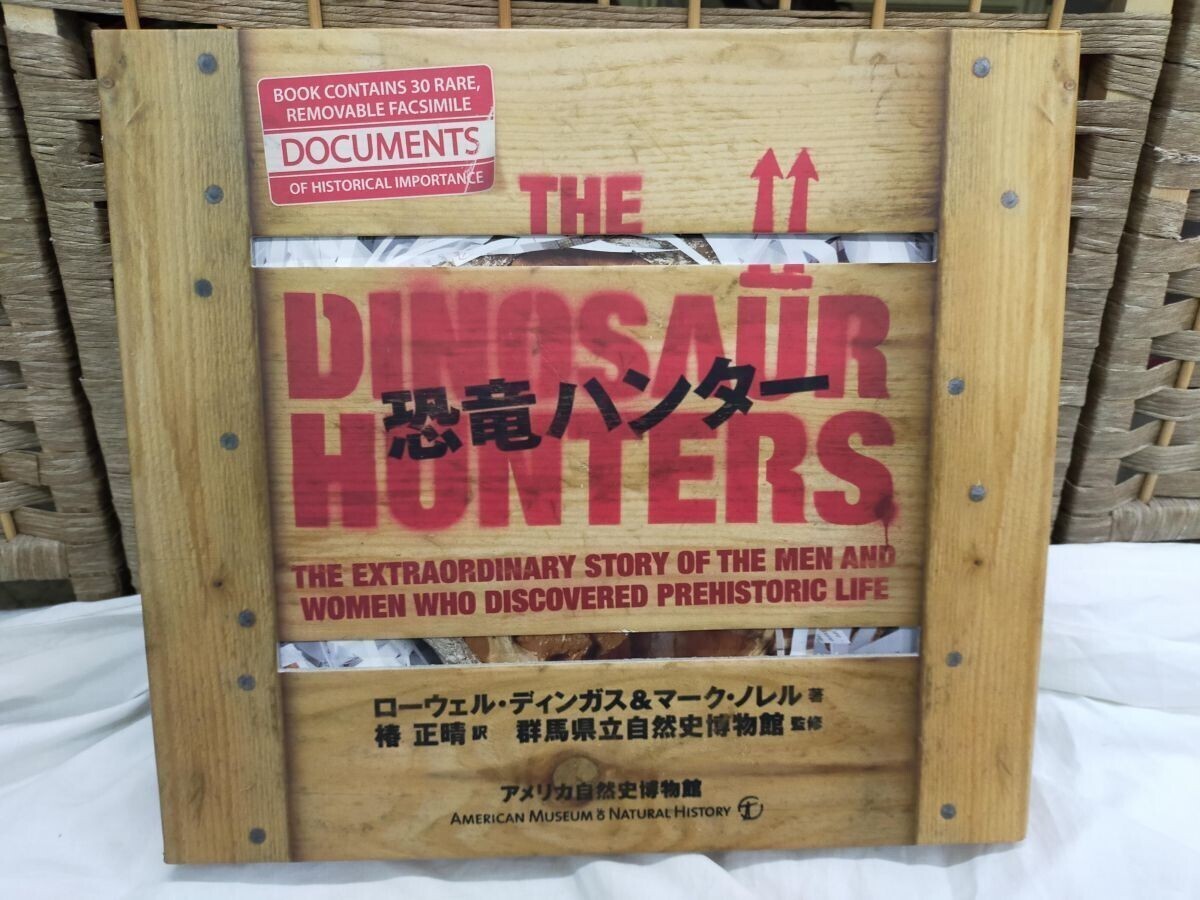 BOOK CONTAINS 30 RARE,
REMOVABLE FACSIMILE
DOCUMENTS
OF HISTORICAL IMPORTANCE
THE
DINOSAUR
恐竜ハンター
HUNTERS
THE EXTRAORDINARY STORY OF THE MEN AND
WOMEN WHO DISCOVERED PREHISTORIC LIFE
ローウェル・ディンガス&マーク・ノレル 著
椿 正晴 訳 群馬県立自然史博物館 監修
アメリカ自然史博物館
AMERICAN MUSEUM & NATURAL HISTORY